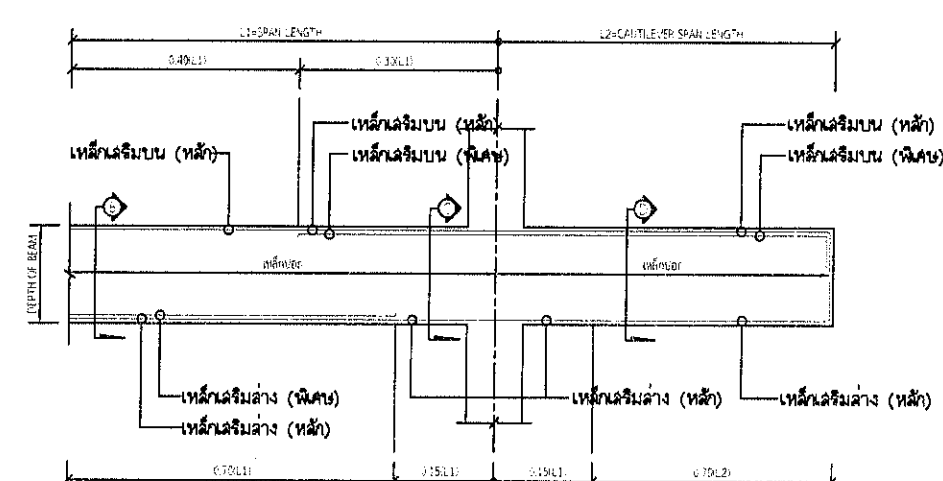 L1=SPAN LENGTH
L2=CANTILEVER SPAN LENGTH
0.30(L1)
เหล็กเสริมบน (หลัก)
เหล็กเสริมบน (หลัก)
เหล็กเสริมบน (พิเศษ)
เหล็กเสริมบน (หลัก)
เหล็กเสริมบน (พิเศษ)
DEPTH OF BEAM
เหล็กปลอก
เหล็กปลอก
เหล็กเสริมล่าง (พิเศษ)
เหล็กเสริมล่าง (หลัก)
เหล็กเสริมล่าง (หลัก)
เหล็กเสริมล่าง (หลัก)
0.70(L1)
0.15(L1)
0.15(L1)